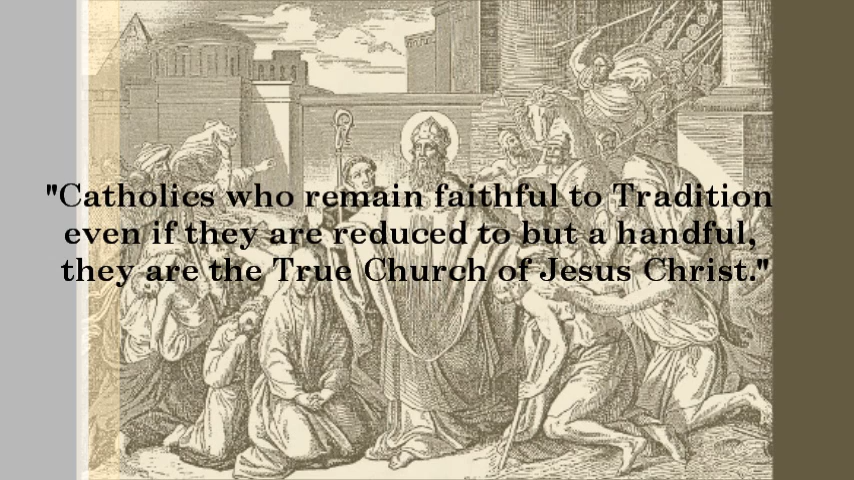 "Catholics who remain faithful to Tradition
even if they are reduced to but a handful,
they are the True Church of Jesus Christ."